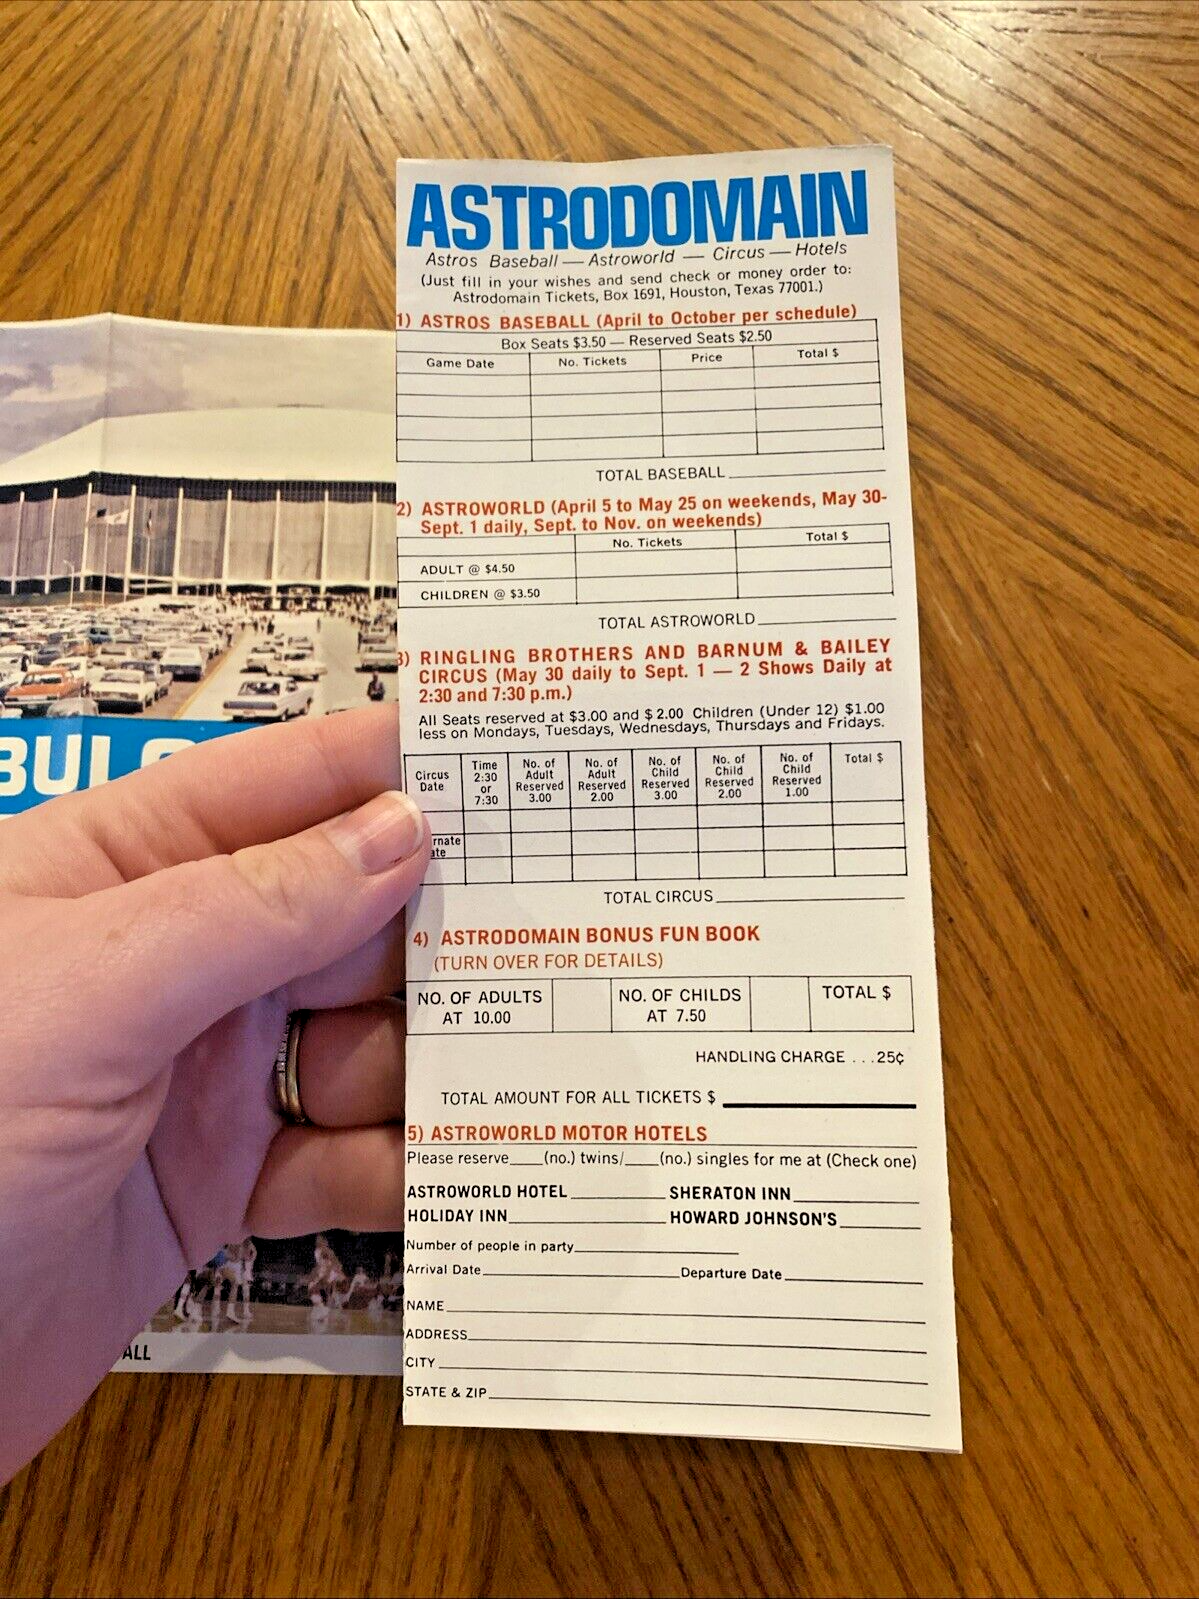 ASTRODOMAIN
Astros Baseball — Astroworld — Circus — Hotels
(Just fill in your wishes and send check or money order to:
Astrodomain Tickets, Box 1691, Houston, Texas 77001.)
1) ASTROS BASEBALL (April to October per schedule)
Box Seats $3.50 — Reserved Seats $2.50
Game Date No. Tickets Price Total $
TOTAL BASEBALL
2) ASTROWORLD (April 5 to May 25 on weekends, May 30-
Sept. 1 daily, Sept. to Nov. on weekends)
No. Tickets Total $
ADULT @ $4.50
CHILDREN @ $3.50
TOTAL ASTROWORLD
3) RINGLING BROTHERS AND BARNUM & BAILEY
CIRCUS (May 30 daily to Sept. 1 — 2 Shows Daily at
2:30 and 7:30 p.m.)
All Seats reserved at $3.00 and $2.00 Children (Under 12) $1.00
less on Mondays, Tuesdays, Wednesdays, Thursdays and Fridays.
Circus
Date
Time
2:30
or
7:30
No. of
Adult
Reserved
3.00
No. of
Adult
Reserved
2.00
No. of
Child
Reserved
3.00
No. of
Child
Reserved
2.00
No. of
Child
Reserved
1.00
Total $
rnate
ate
TOTAL CIRCUS
4) ASTRODOMAIN BONUS FUN BOOK
(TURN OVER FOR DETAILS)
NO. OF ADULTS
AT 10.00
NO. OF CHILDS
AT 7.50
TOTAL $
HANDLING CHARGE ...25¢
TOTAL AMOUNT FOR ALL TICKETS $
5) ASTROWORLD MOTOR HOTELS
Please reserve____(no.) twins/____(no.) singles for me at (Check one)
ASTROWORLD HOTEL SHERATON INN
HOLIDAY INN HOWARD JOHNSON'S
Number of people in party
Arrival Date Departure Date
NAME
ADDRESS
CITY
STATE & ZIP
BUL
ALL